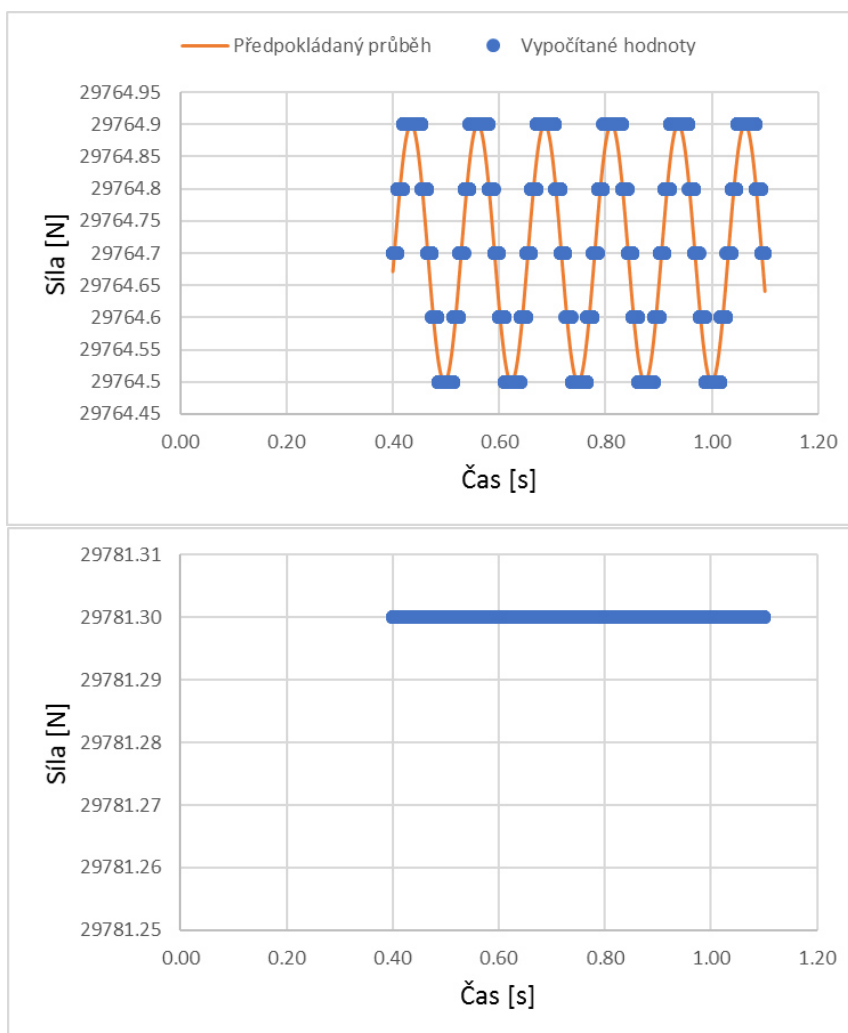 Předpokládaný průběh
Vypočítané hodnoty
29764.95
29764.9
29764.85
29764.8
29764.75
29764.7
29764.65
29764.6
29764.55
29764.5
29764.45
Síla [N]
0.00 0.20 0.40 0.60 0.80 1.00 1.20
Čas [s]
29781.31
29781.30
29781.29
29781.28
29781.27
29781.26
29781.25
Síla [N]
0.00 0.20 0.40 0.60 0.80 1.00 1.20
Čas [s]